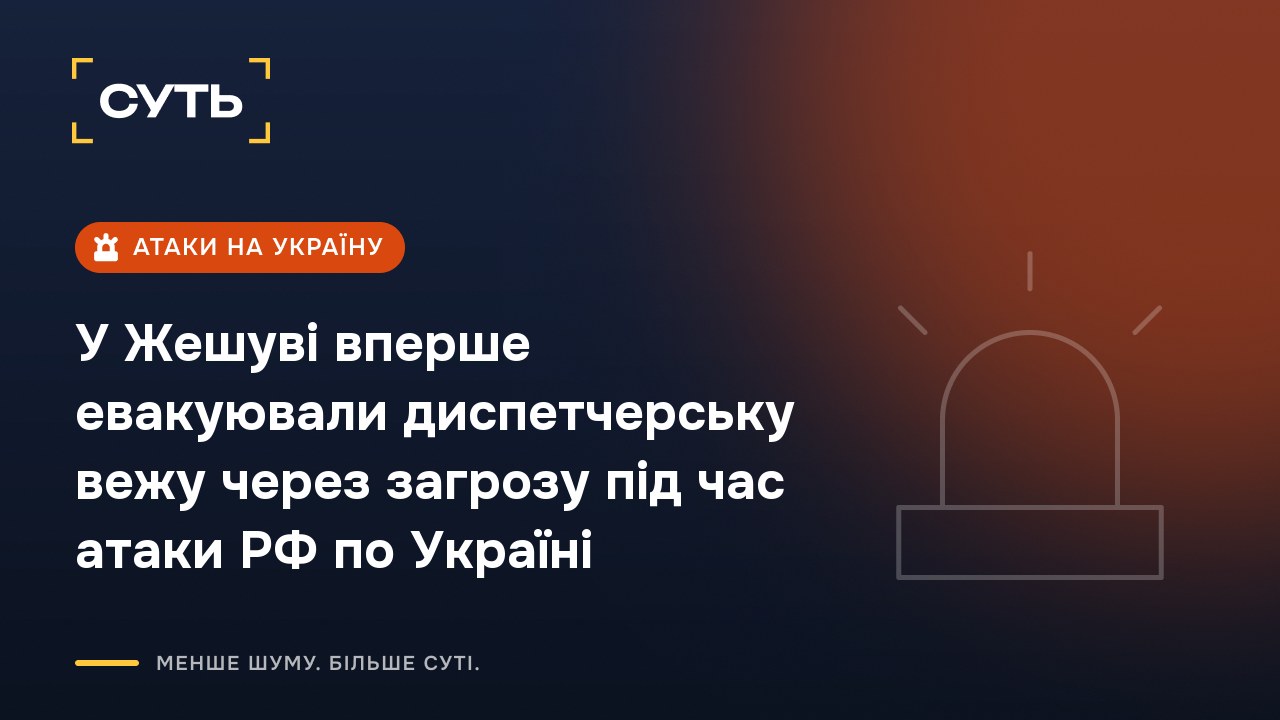 СУТЬ
АТАКИ НА УКРАЇНУ
У Жешуві вперше
евакуювали диспетчерську
вежу через загрозу під час
атаки РФ по Україні
МЕНШЕ ШУМУ. БІЛЬШЕ СУТІ.